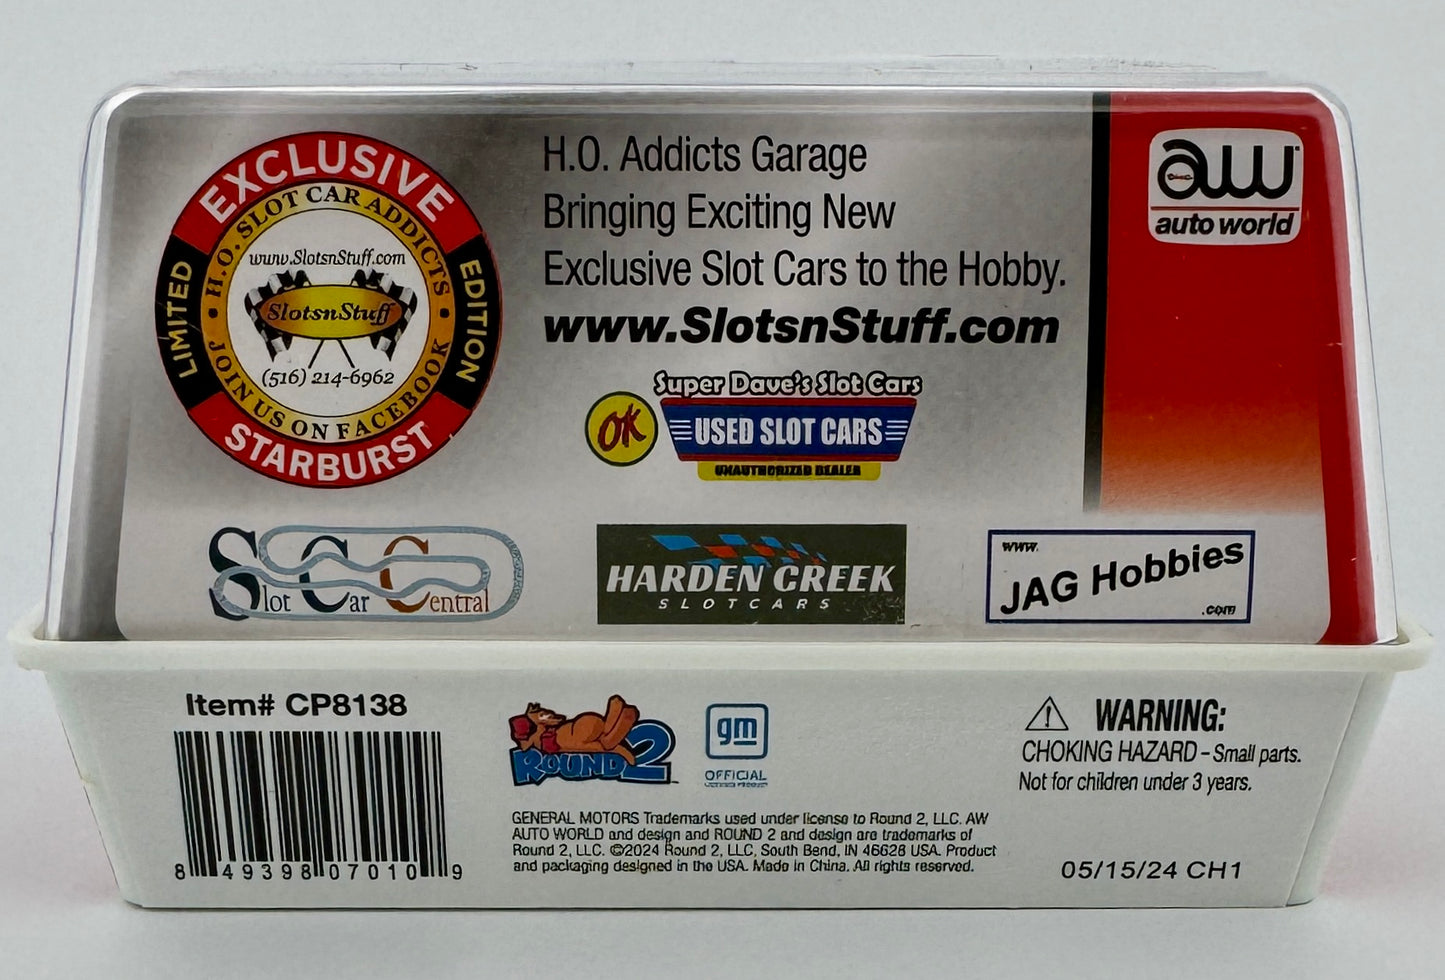 EXCLUSIVE
H.O. SLOT CAR ADDICTS
www.SlotsnStuff.com
LIMITED
SlotsnStuff
EDITION
(516) 214-6962
JOIN US ON FACEBOOK
STARBURST
H.O. Addicts Garage
Bringing Exciting New
Exclusive Slot Cars to the Hobby.
www.SlotsnStuff.com
aw
auto world
Super Dave's Slot Cars
OK
USED SLOT CARS
UNAUTHORIZED DEALER
Slot Car Central
HARDEN CREEK
SLOTCARS
www.
JAG Hobbies
.com
Item# CP8138
8 49398 07010 9
ROUND 2
gm
OFFICIAL
GENERAL MOTORS Trademarks used under license to Round 2, LLC. AW
AUTO WORLD and design and ROUND 2 and design are trademarks of
Round 2, LLC. ©2024 Round 2, LLC, South Bend, IN 46628 USA. Product
and packaging designed in the USA. Made in China. All rights reserved.
WARNING:
CHOKING HAZARD – Small parts.
Not for children under 3 years.
05/15/24 CH1